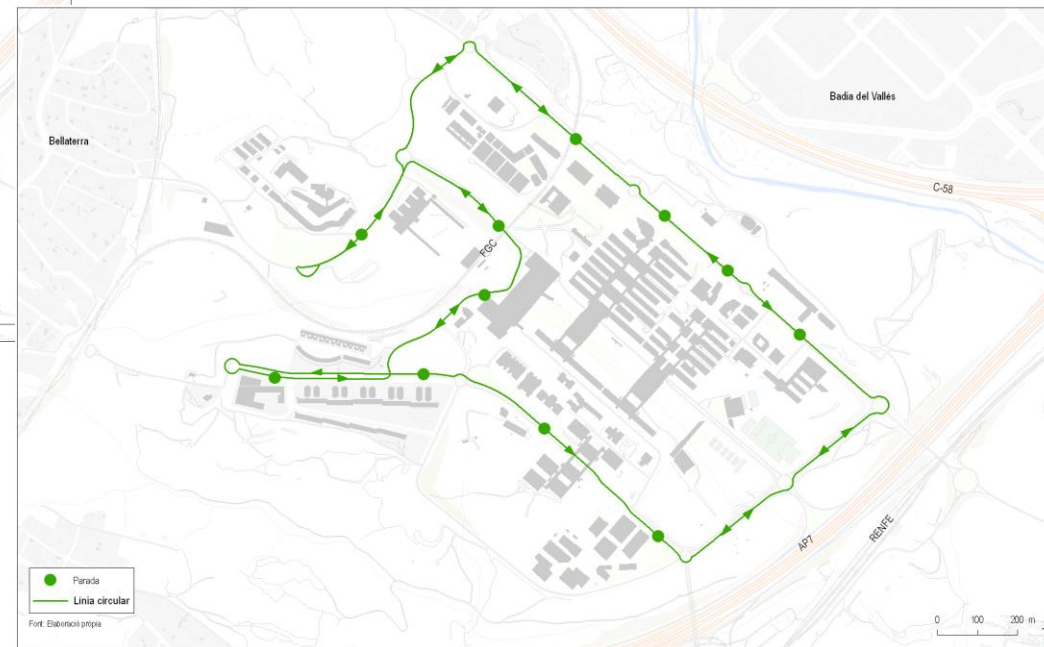 Bellaterra
Badia del Vallès
C-58
FGC
AP7
RENFE
Parada
Línia circular
Font: Elaboració pròpia
0 100 200 m